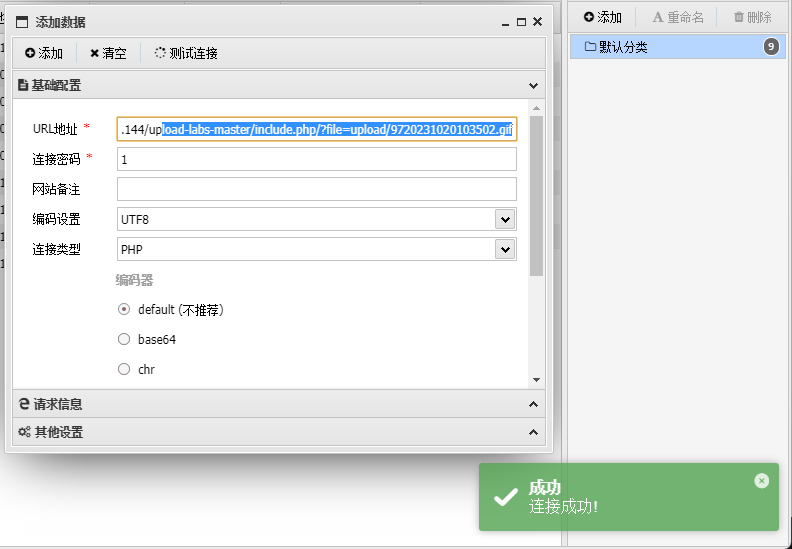 添加数据
添加 清空 测试连接
基础配置
URL地址 * .144/upload-labs-master/include.php/?file=upload/9720231020103502.gif
连接密码 * 1
网站备注
编码设置 UTF8
连接类型 PHP
编码器
default (不推荐)
base64
chr
请求信息
其他设置
添加 重命名 删除
默认分类 9
成功
连接成功!